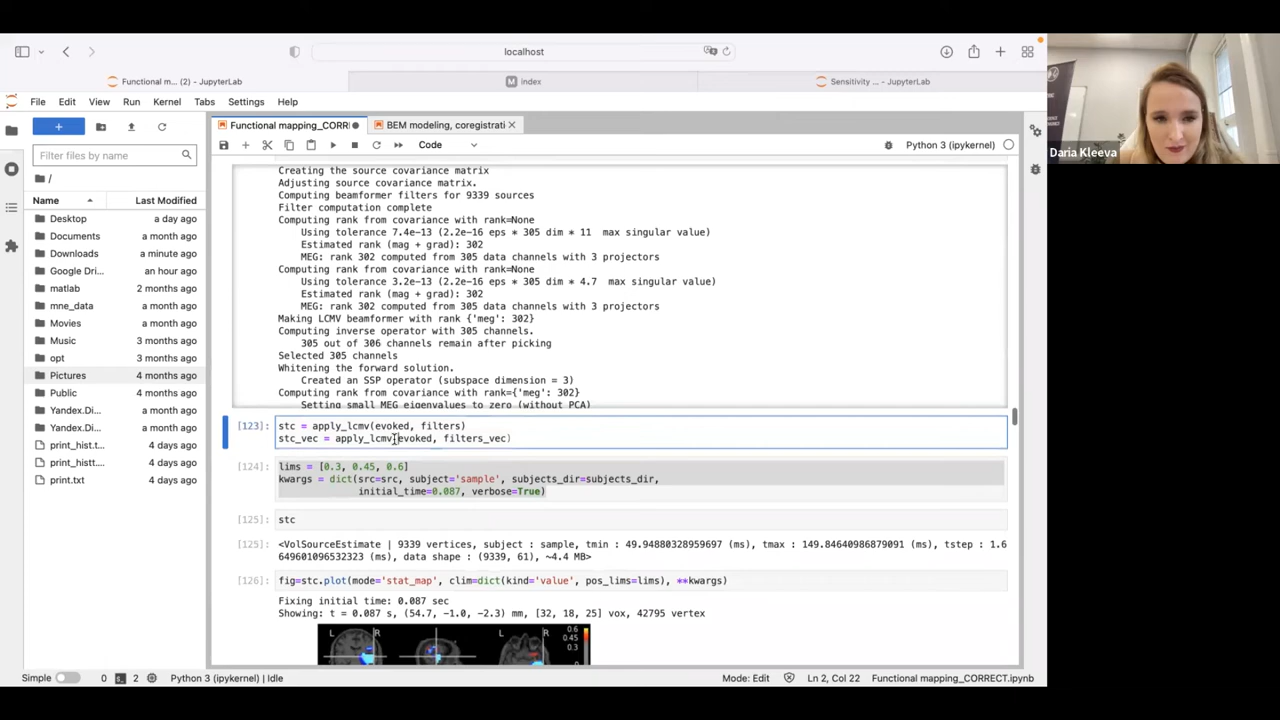 localhost
Functional m... (2) - JupyterLab
index
Sensitivity ... - JupyterLab
File Edit View Run Kernel Tabs Settings Help
Functional mapping_CORR
BEM modeling, coregistrati
Filter files by name
Code
Python 3 (ipykernel)
/
Name
Last Modified
Desktop a day ago
Documents a month ago
Downloads a minute ago
Google Dri... an hour ago
matlab 2 months ago
mne_data a month ago
Movies a month ago
Music 3 months ago
opt a month ago
Pictures 4 months ago
Public 4 months ago
Yandex.Di... a month ago
Yandex.Di... a month ago
print_hist.t... 4 days ago
print_histt.... 4 days ago
print.txt 4 days ago
Creating the source covariance matrix
Adjusting source covariance matrix.
Computing beamformer filters for 9339 sources
Filter computation complete
Computing rank from covariance with rank=None
Using tolerance 7.4e-13 (2.2e-16 eps * 305 dim * 11 max singular value)
Estimated rank (mag + grad): 302
MEG: rank 302 computed from 305 data channels with 3 projectors
Computing rank from covariance with rank=None
Using tolerance 3.2e-13 (2.2e-16 eps * 305 dim * 4.7 max singular value)
Estimated rank (mag + grad): 302
MEG: rank 302 computed from 305 data channels with 3 projectors
Making LCMV beamformer with rank {'meg': 302}
Computing inverse operator with 305 channels.
305 out of 306 channels remain after picking
Selected 305 channels
Whitening the forward solution.
Created an SSP operator (subspace dimension = 3)
Computing rank from covariance with rank={'meg': 302}
Setting small MEG eigenvalues to zero (without PCA)
[123]: stc = apply_lcmv(evoked, filters)
stc_vec = apply_lcmv(evoked, filters_vec)
[124]: lims = [0.3, 0.45, 0.6]
kwargs = dict(src=src, subject='sample', subjects_dir=subjects_dir,
initial_time=0.087, verbose=True)
[125]: stc
[125]: <VolSourceEstimate | 9339 vertices, subject : sample, tmin : 49.94880328959697 (ms), tmax : 149.84640986879091 (ms), tstep : 1.6
649601096532323 (ms), data shape : (9339, 61), ~4.4 MB>
[126]: fig=stc.plot(mode='stat_map', clim=dict(kind='value', pos_lims=lims), **kwargs)
Fixing initial time: 0.087 sec
Showing: t = 0.087 s, (54.7, -1.0, -2.3) mm, [32, 18, 25] vox, 42795 vertex
L R L R 0.6
0.45
0.3
Simple 0 2 Python 3 (ipykernel) | Idle
Mode: Edit Ln 2, Col 22 Functional mapping_CORRECT.ipynb
Daria Kleeva